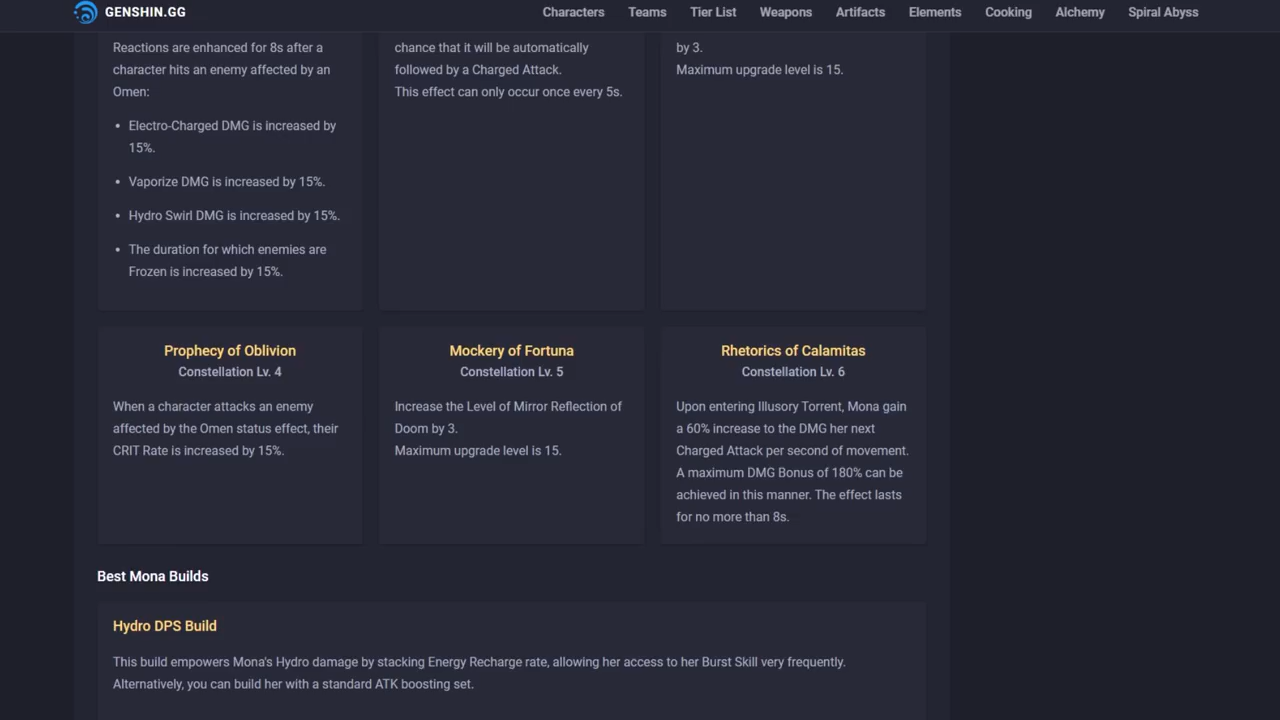 GENSHIN.GG
Characters Teams Tier List Weapons Artifacts Elements Cooking Alchemy Spiral Abyss
Reactions are enhanced for 8s after a
character hits an enemy affected by an
Omen:
• Electro-Charged DMG is increased by
15%.
• Vaporize DMG is increased by 15%.
• Hydro Swirl DMG is increased by 15%.
• The duration for which enemies are
Frozen is increased by 15%.
chance that it will be automatically
followed by a Charged Attack.
This effect can only occur once every 5s.
by 3.
Maximum upgrade level is 15.
Prophecy of Oblivion
Constellation Lv. 4
When a character attacks an enemy
affected by the Omen status effect, their
CRIT Rate is increased by 15%.
Mockery of Fortuna
Constellation Lv. 5
Increase the Level of Mirror Reflection of
Doom by 3.
Maximum upgrade level is 15.
Rhetorics of Calamitas
Constellation Lv. 6
Upon entering Illusory Torrent, Mona gain
a 60% increase to the DMG her next
Charged Attack per second of movement.
A maximum DMG Bonus of 180% can be
achieved in this manner. The effect lasts
for no more than 8s.
Best Mona Builds
Hydro DPS Build
This build empowers Mona's Hydro damage by stacking Energy Recharge rate, allowing her access to her Burst Skill very frequently.
Alternatively, you can build her with a standard ATK boosting set.